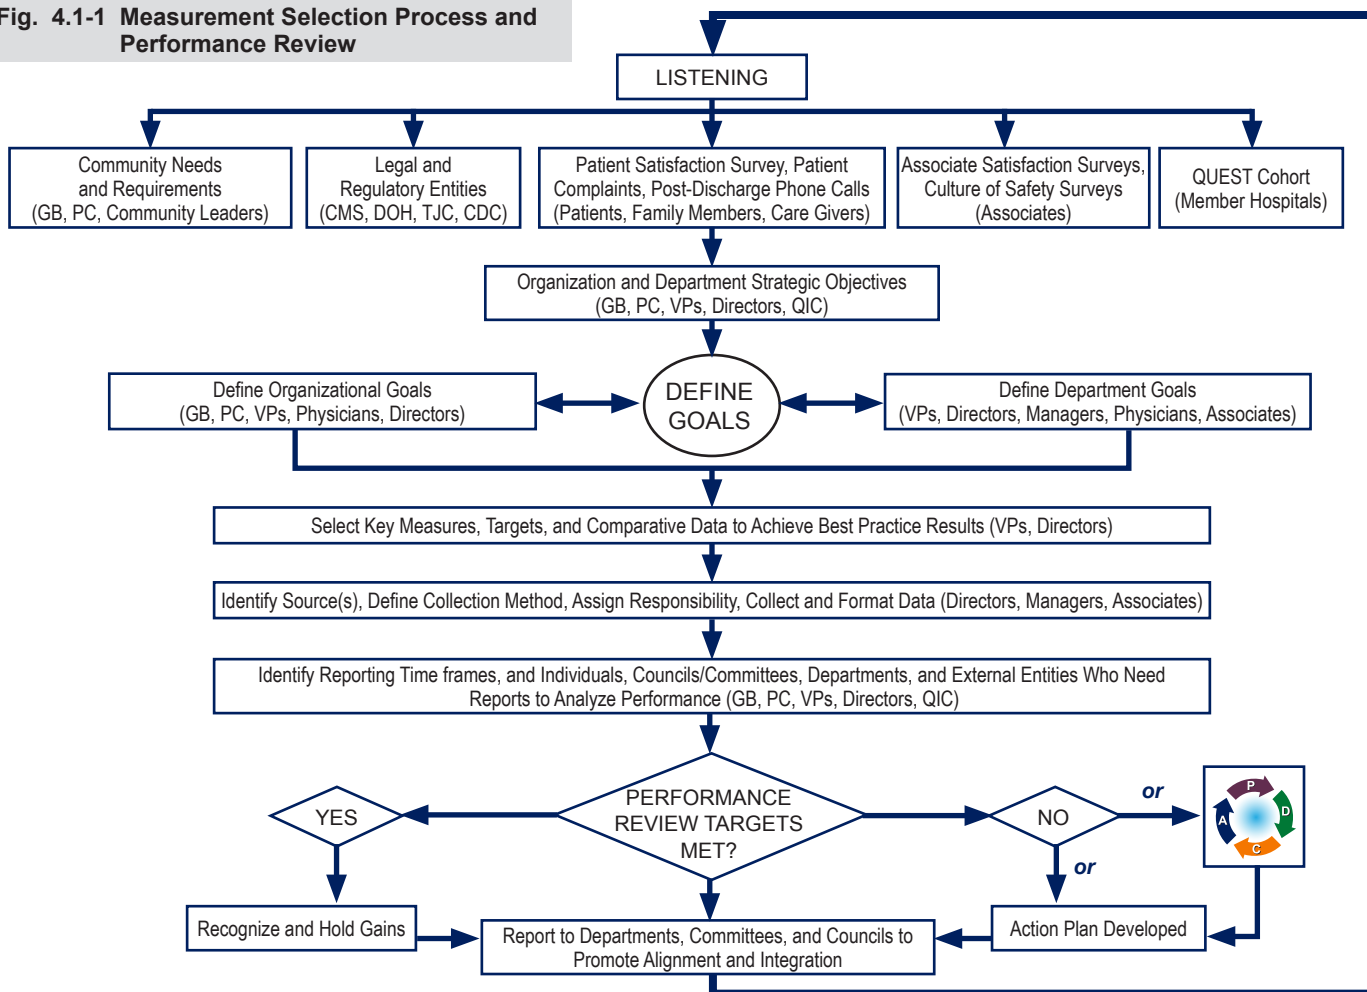 Fig. 4.1-1 Measurement Selection Process and
Performance Review
LISTENING
Community Needs
and Requirements
(GB, PC, Community Leaders)
Legal and
Regulatory Entities
(CMS, DOH, TJC, CDC)
Patient Satisfaction Survey, Patient
Complaints, Post-Discharge Phone Calls
(Patients, Family Members, Care Givers)
Associate Satisfaction Surveys,
Culture of Safety Surveys
(Associates)
QUEST Cohort
(Member Hospitals)
Organization and Department Strategic Objectives
(GB, PC, VPs, Directors, QIC)
Define Organizational Goals
(GB, PC, VPs, Physicians, Directors)
DEFINE
GOALS
Define Department Goals
(VPs, Directors, Managers, Physicians, Associates)
Select Key Measures, Targets, and Comparative Data to Achieve Best Practice Results (VPs, Directors)
Identify Source(s), Define Collection Method, Assign Responsibility, Collect and Format Data (Directors, Managers, Associates)
Identify Reporting Time frames, and Individuals, Councils/Committees, Departments, and External Entities Who Need
Reports to Analyze Performance (GB, PC, VPs, Directors, QIC)
YES
PERFORMANCE
REVIEW TARGETS
MET?
NO
or
or
P
D
C
A
Recognize and Hold Gains
Report to Departments, Committees, and Councils to
Promote Alignment and Integration
Action Plan Developed